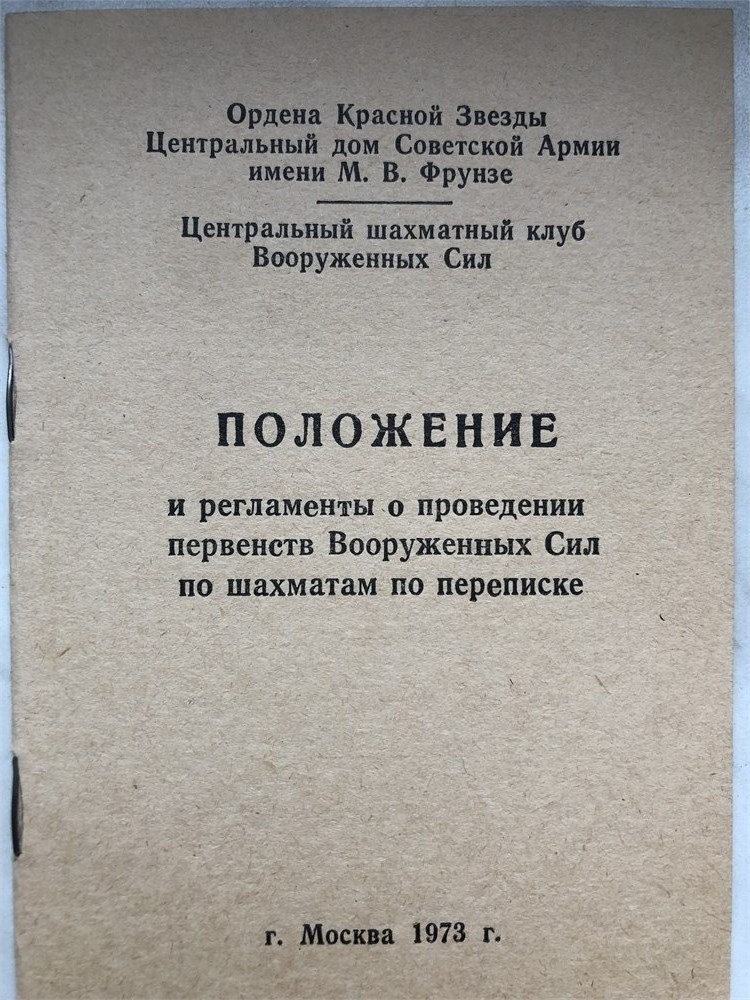 Ордена Красной Звезды
Центральный дом Советской Армии
имени М. В. Фрунзе
Центральный шахматный клуб
Вооруженных Сил
ПОЛОЖЕНИЕ
и регламенты о проведении
первенств Вооруженных Сил
по шахматам по переписке
г. Москва 1973 г.